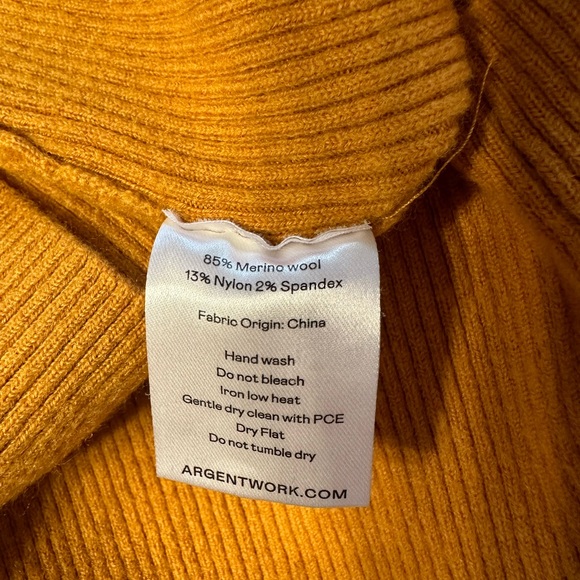 85% Merino wool
13% Nylon 2% Spandex
Fabric Origin: China
Hand wash
Do not bleach
Iron low heat
Gentle dry clean with PCE
Dry Flat
Do not tumble dry
ARGENTWORK.COM